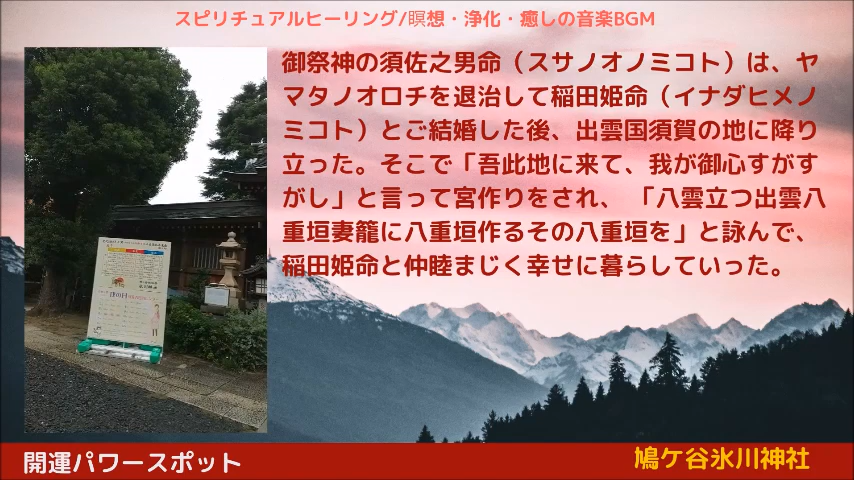 スピリチュアルヒーリング/瞑想・浄化・癒しの音楽BGM
御祭神の須佐之男命（スサノオノミコト）は、ヤ
マタノオロチを退治して稲田姫命（イナダヒメノ
ミコト）とご結婚した後、出雲国須賀の地に降り
立った。そこで「吾此地に来て、我が御心すがす
がし」と言って宮作りをされ、 「八雲立つ出雲八
重垣妻籠に八重垣作るその八重垣を」と詠んで、
稲田姫命と仲睦まじく幸せに暮らしていった。
戌の日
開運パワースポット
鳩ケ谷氷川神社